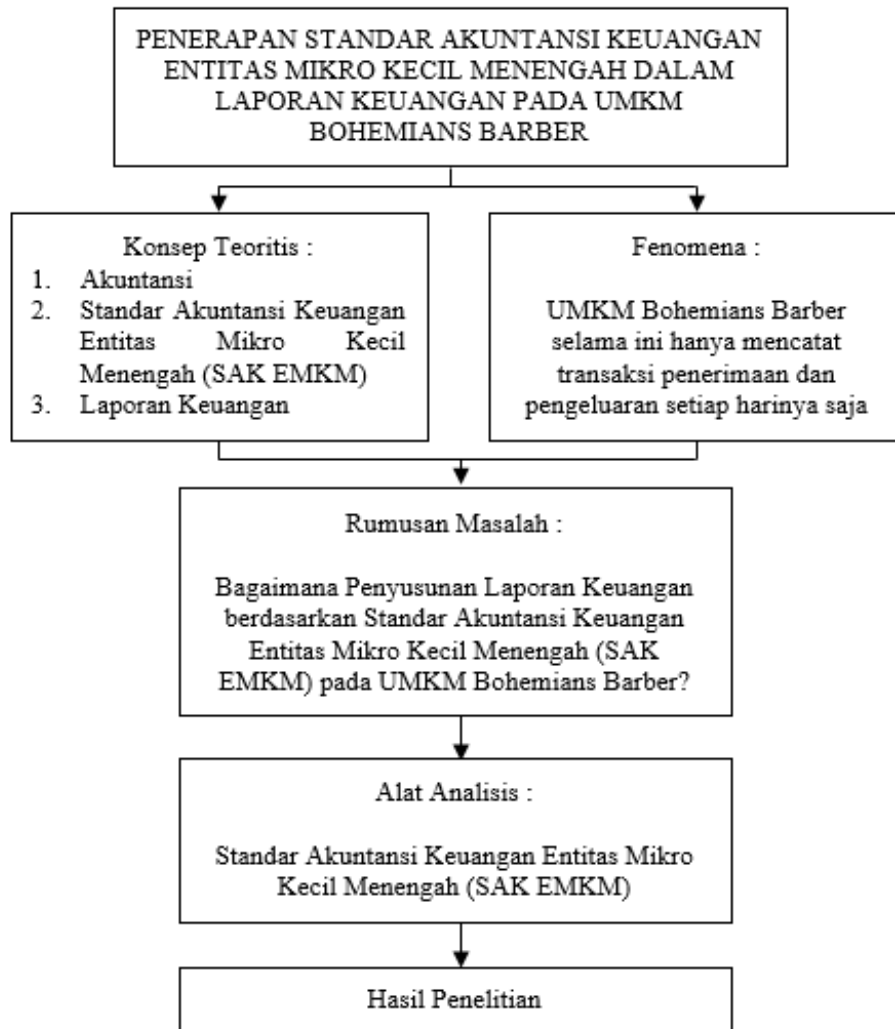 PENERAPAN STANDAR AKUNTANSI KEUANGAN
ENTITAS MIKRO KECIL MENENGAH DALAM
LAPORAN KEUANGAN PADA UMKM
BOHEMIANS BARBER
Konsep Teoritis :
1. Akuntansi
2. Standar Akuntansi Keuangan
Entitas Mikro Kecil
Menengah (SAK EMKM)
3. Laporan Keuangan
Fenomena :
UMKM Bohemians Barber
selama ini hanya mencatat
transaksi penerimaan dan
pengeluaran setiap harinya saja
Rumusan Masalah :
Bagaimana Penyusunan Laporan Keuangan
berdasarkan Standar Akuntansi Keuangan
Entitas Mikro Kecil Menengah (SAK
EMKM) pada UMKM Bohemians Barber?
Alat Analisis :
Standar Akuntansi Keuangan Entitas Mikro
Kecil Menengah (SAK EMKM)
Hasil Penelitian